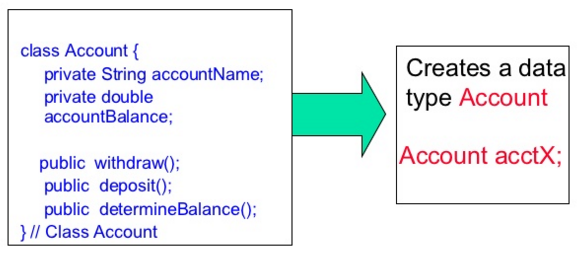 class Account {
private String accountName;
private double
accountBalance;
public withdraw();
public deposit();
public determineBalance();
} // Class Account
Creates a data
type Account
Account acctX;